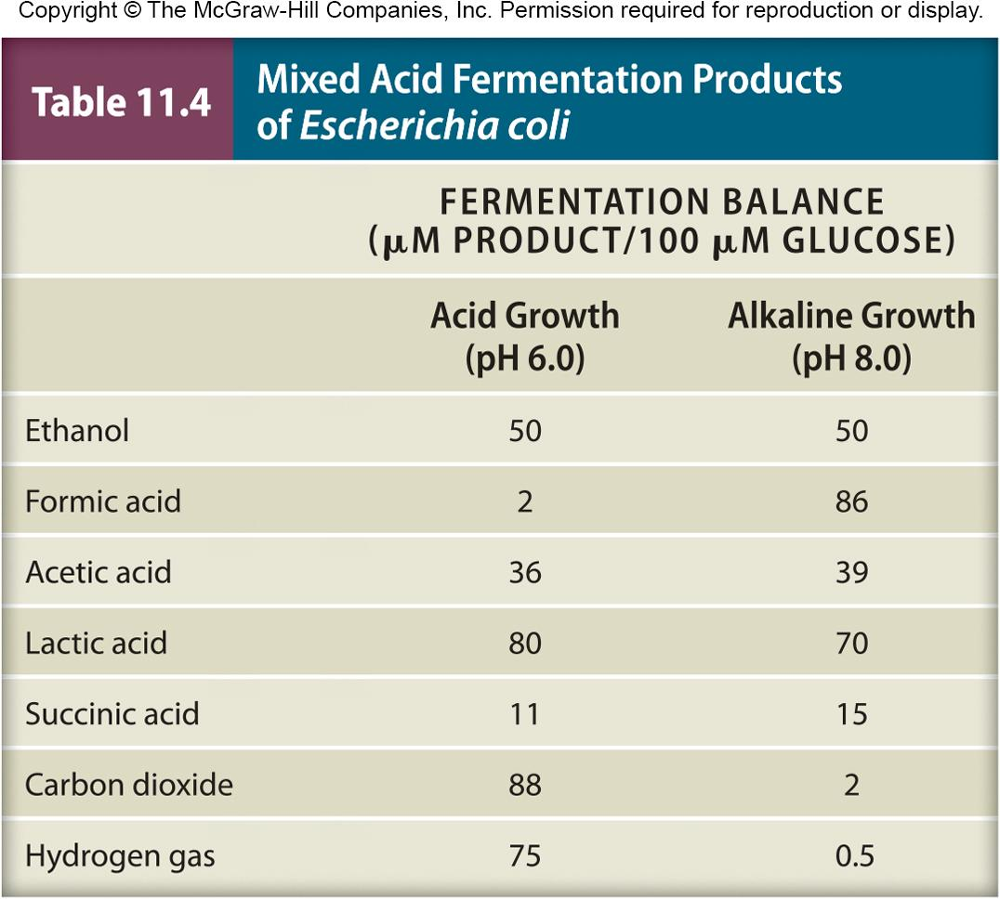 Copyright © The McGraw-Hill Companies, Inc. Permission required for reproduction or display.
Table 11.4
Mixed Acid Fermentation Products
of Escherichia coli
FERMENTATION BALANCE
(μM PRODUCT/100 μM GLUCOSE)
Acid Growth Alkaline Growth
(pH 6.0) (pH 8.0)
Ethanol 50 50
Formic acid 2 86
Acetic acid 36 39
Lactic acid 80 70
Succinic acid 11 15
Carbon dioxide 88 2
Hydrogen gas 75 0.5